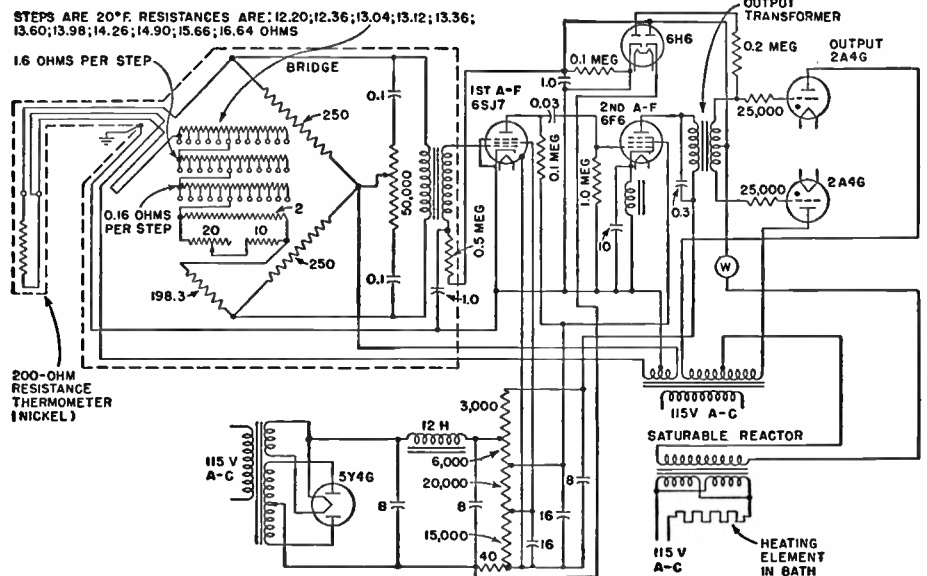 STEPS ARE 20°F. RESISTANCES ARE: 12.20; 12.36; 13.04; 13.12; 13.36;
13.60; 13.98; 14.26; 14.90; 15.66; 16.64 OHMS
OUTPUT
TRANSFORMER
6H6
0.2 MEG
OUTPUT
2A4G
1.6 OHMS PER STEP
BRIDGE
0.1 MEG
1.0
1ST A-F
6SJ7
0.03
2ND A-F
6F6
0.1
250
25,000
0.1 MEG
1.0 MEG
50,000
2A4G
25,000
0.16 OHMS
PER STEP
2
20
10
0.5 MEG
0.3
10
W
250
0.1
198.3
1.0
200-OHM
RESISTANCE
THERMOMETER
(NICKEL)
3,000
115V A-C
12 H
SATURABLE REACTOR
115 V
A-C
6,000
5Y4G
20,000
8
8
8
16
15,000
16
40
115 V
A-C
HEATING
ELEMENT
IN BATH